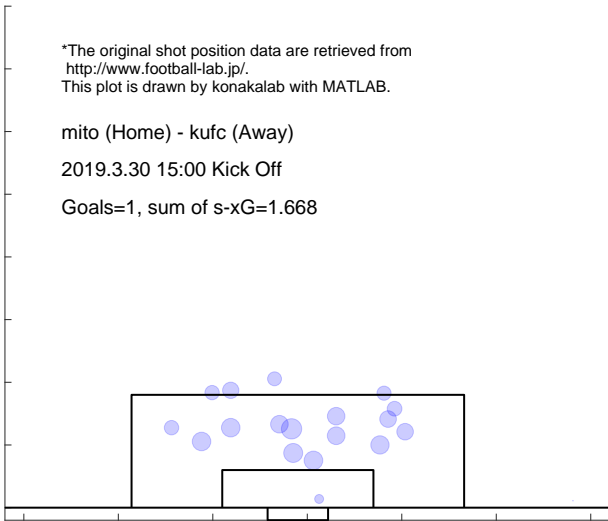 *The original shot position data are retrieved from
http://www.football-lab.jp/.
This plot is drawn by konakalab with MATLAB.
mito (Home) - kufc (Away)
2019.3.30 15:00 Kick Off
Goals=1, sum of s-xG=1.668